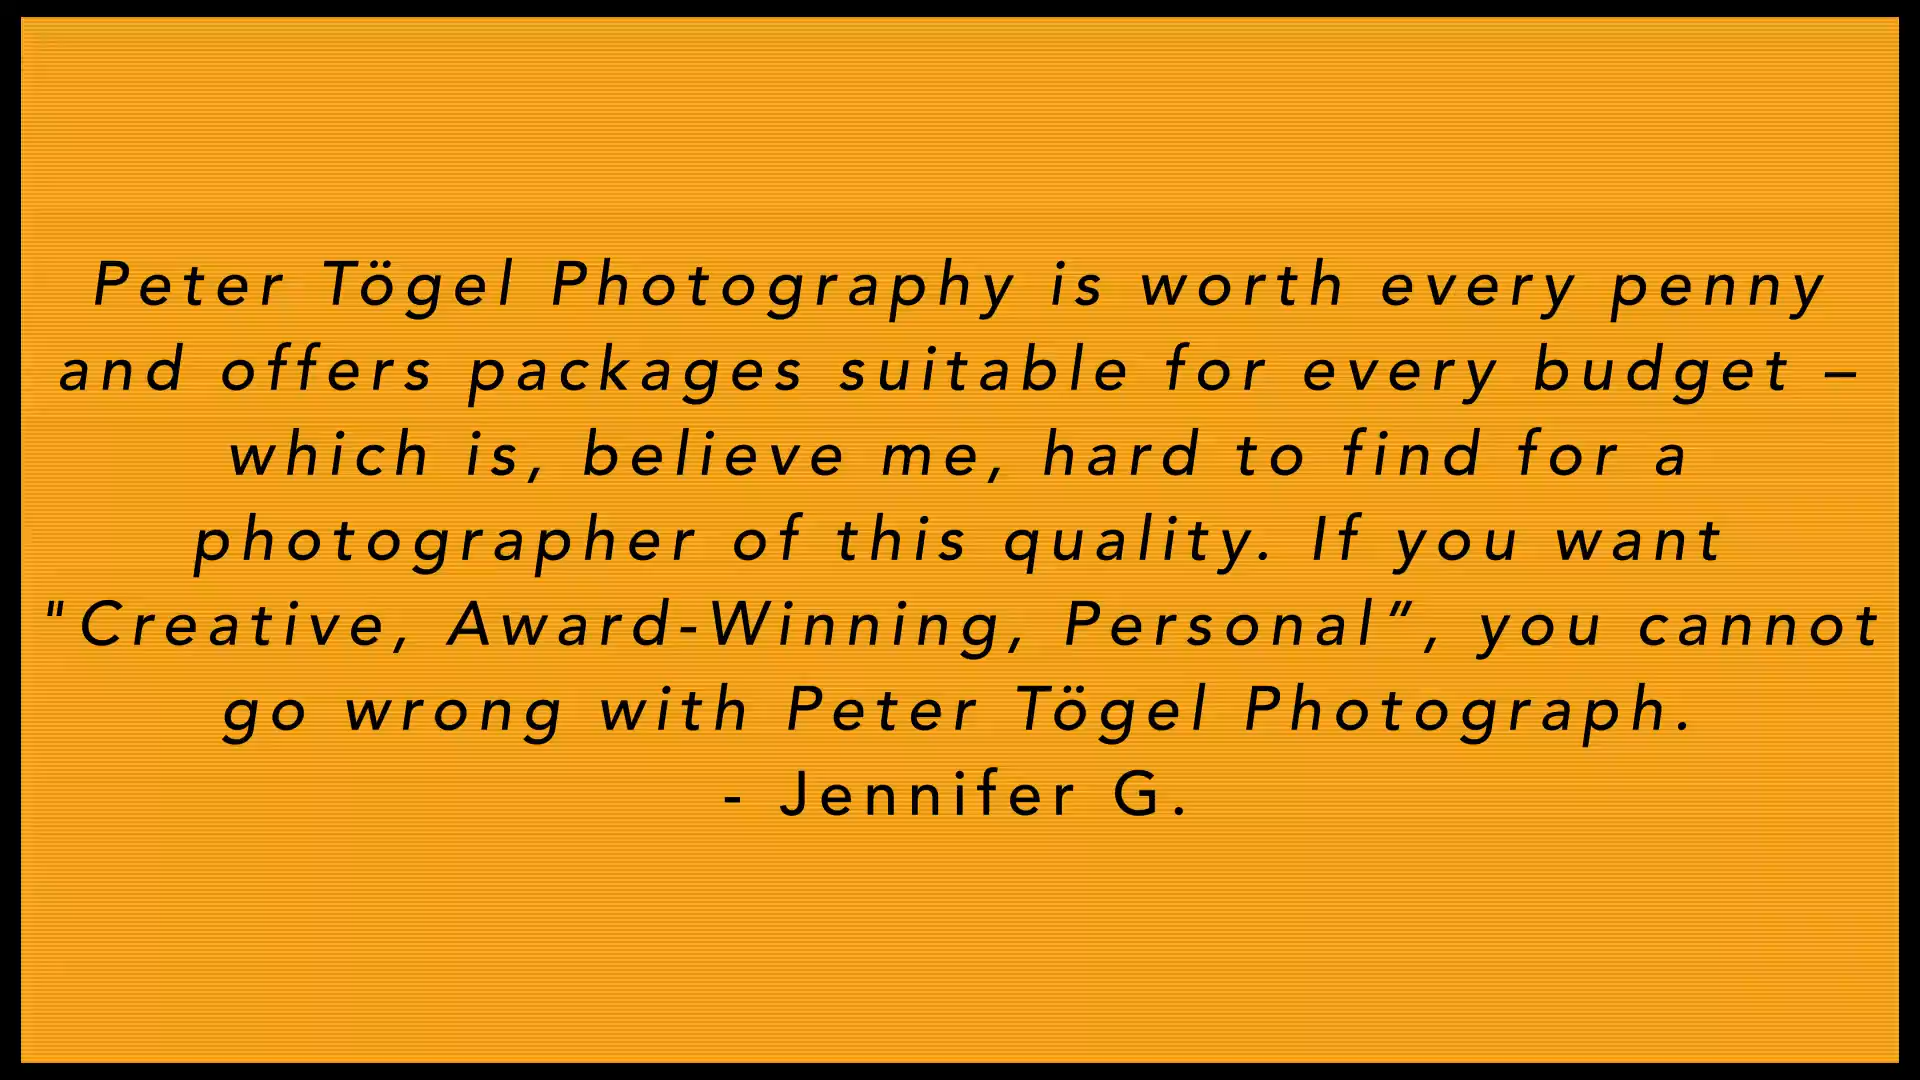 Peter Tögel Photography is worth every penny
and offers packages suitable for every budget –
which is, believe me, hard to find for a
photographer of this quality. If you want
"Creative, Award-Winning, Personal”, you cannot
go wrong with Peter Tögel Photograph.
- Jennifer G.